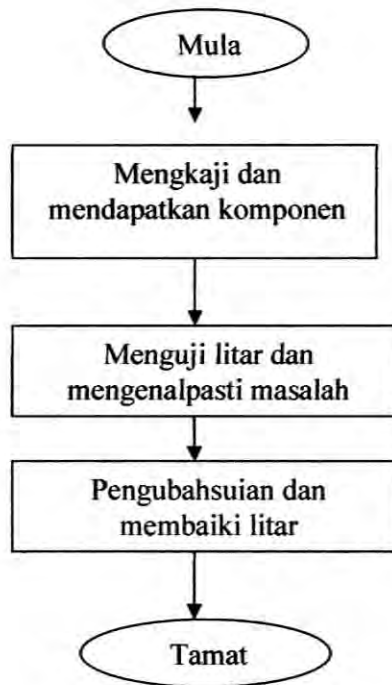 Mula
Mengkaji dan
mendapatkan komponen
Menguji litar dan
mengenalpasti masalah
Pengubahsuian dan
membaiki litar
Tamat